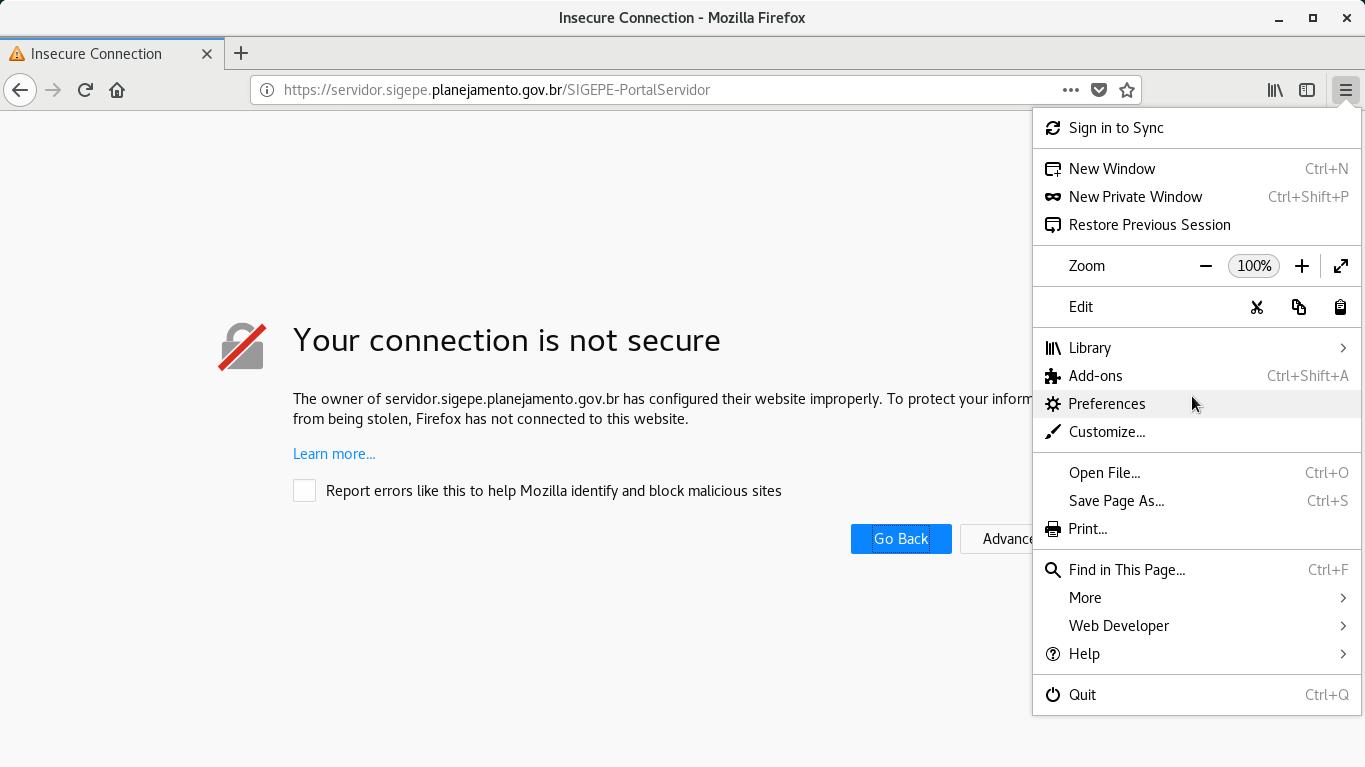 Insecure Connection - Mozilla Firefox
Insecure Connection
https://servidor.sigepe.planejamento.gov.br/SIGEPE-PortalServidor
Sign in to Sync
New Window Ctrl+N
New Private Window Ctrl+Shift+P
Restore Previous Session
Zoom 100%
Edit
Library
Add-ons Ctrl+Shift+A
Preferences
Customize...
Open File... Ctrl+O
Save Page As... Ctrl+S
Print...
Find in This Page... Ctrl+F
More
Web Developer
Help
Quit Ctrl+Q
Your connection is not secure
The owner of servidor.sigepe.planejamento.gov.br has configured their website improperly. To protect your inform
from being stolen, Firefox has not connected to this website.
Learn more...
Report errors like this to help Mozilla identify and block malicious sites
Go Back
Advance